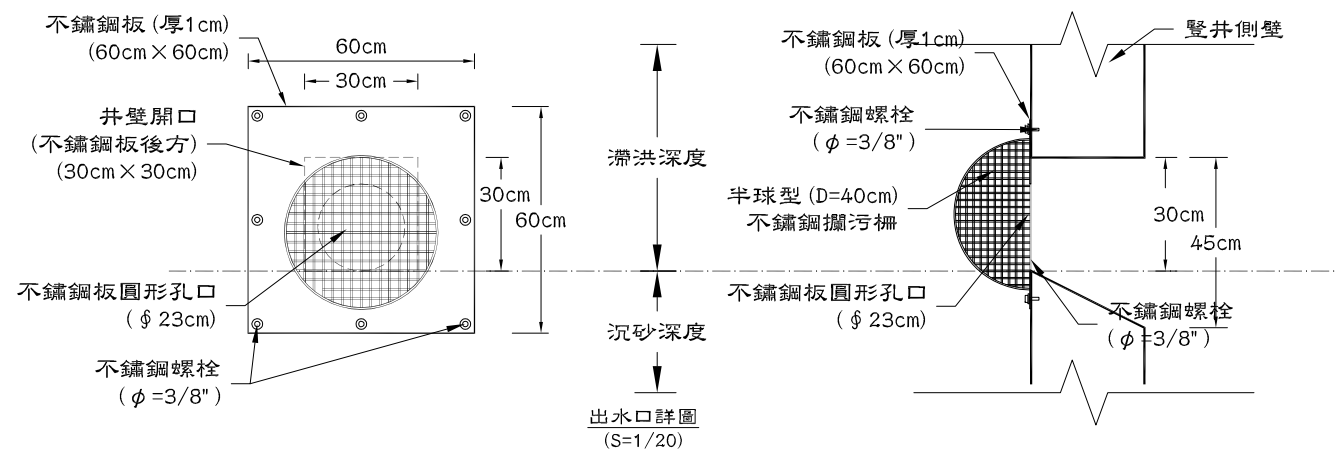 不鏽鋼板 (厚1cm)
(60cm×60cm)
60cm
30cm
井壁開口
(不鏽鋼板後方)
(30cm×30cm)
30cm
60cm
不鏽鋼板圓形孔口
(∮23cm)
不鏽鋼螺栓
(φ=3/8")
滯洪深度
沉砂深度
出水口詳圖
(S=1/20)
不鏽鋼板 (厚1cm)
(60cm×60cm)
豎井側壁
不鏽鋼螺栓
(φ=3/8")
半球型 (D=40cm)
不鏽鋼攔污柵
30cm
45cm
不鏽鋼板圓形孔口
(∮23cm)
不鏽鋼螺栓
(φ=3/8")